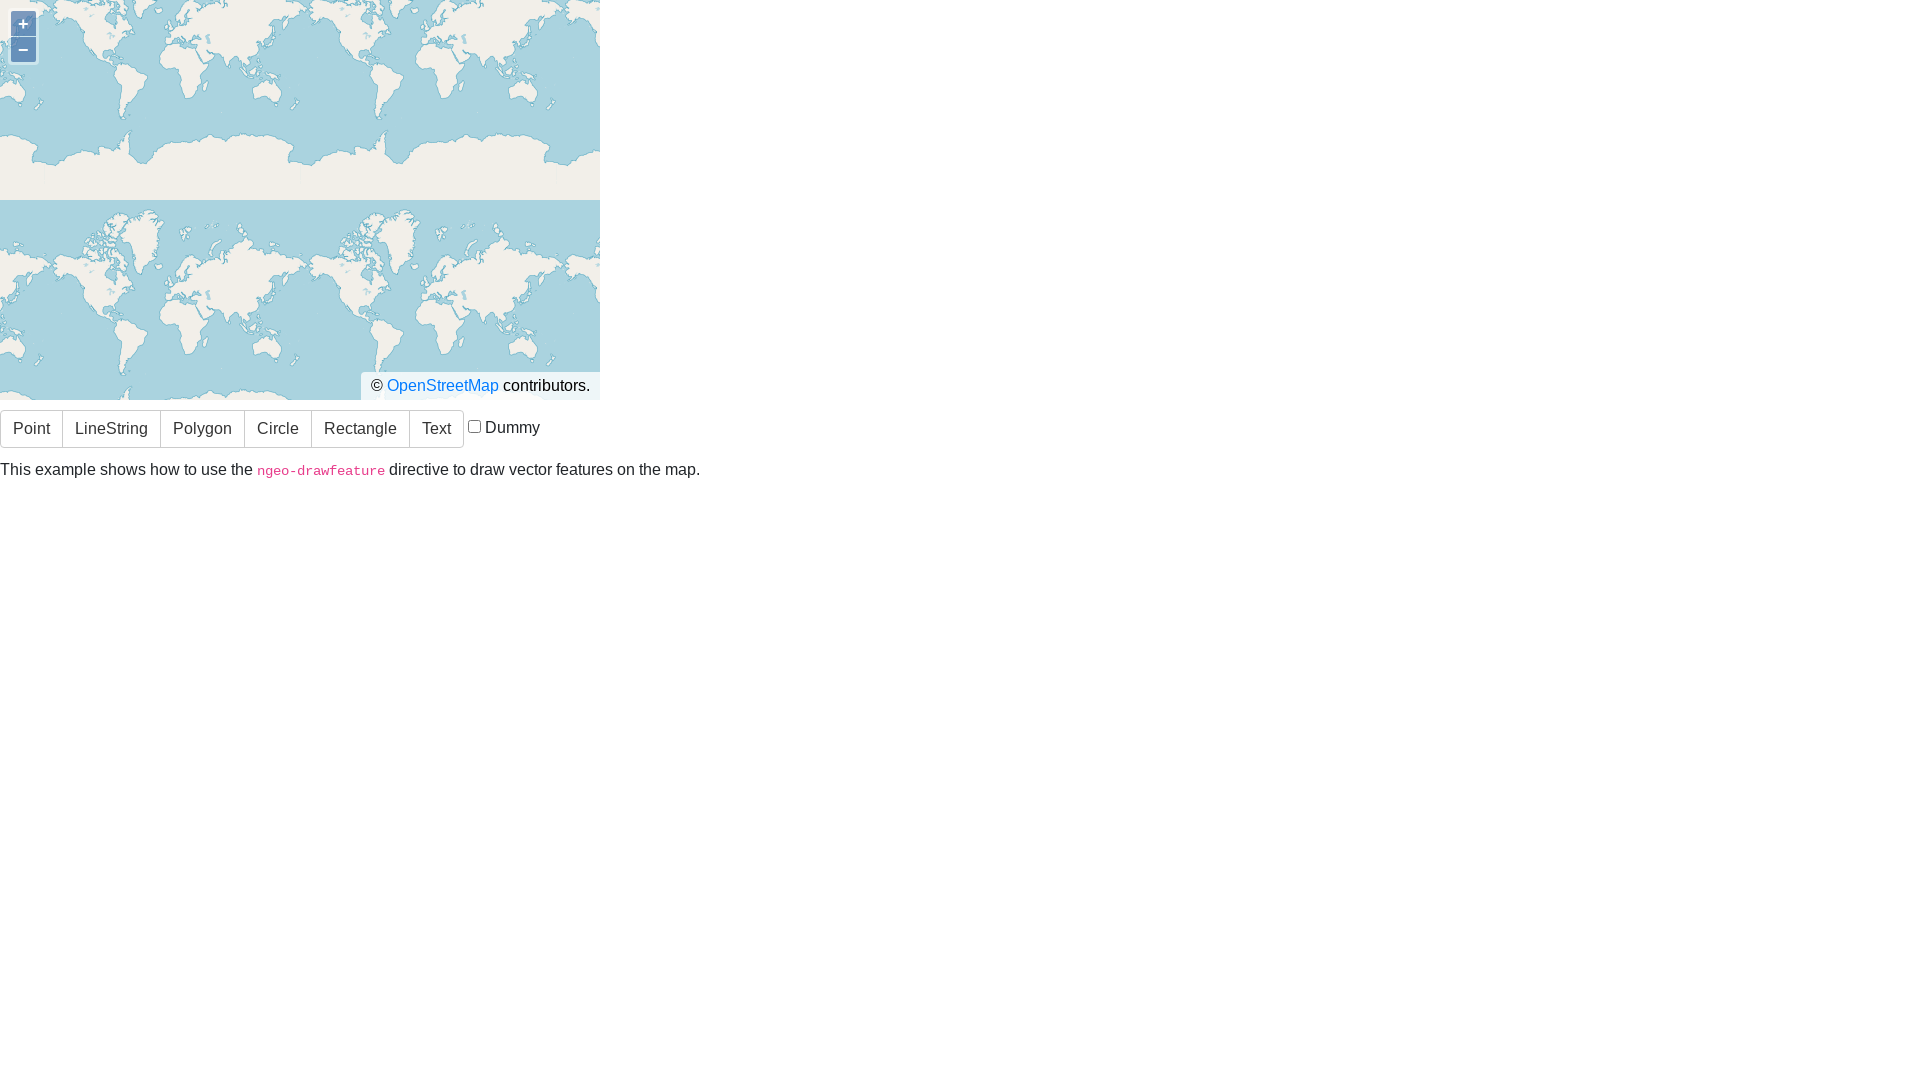 +
−
© OpenStreetMap contributors.
Point LineString Polygon Circle Rectangle Text Dummy
This example shows how to use the ngeo-drawfeature directive to draw vector features on the map.